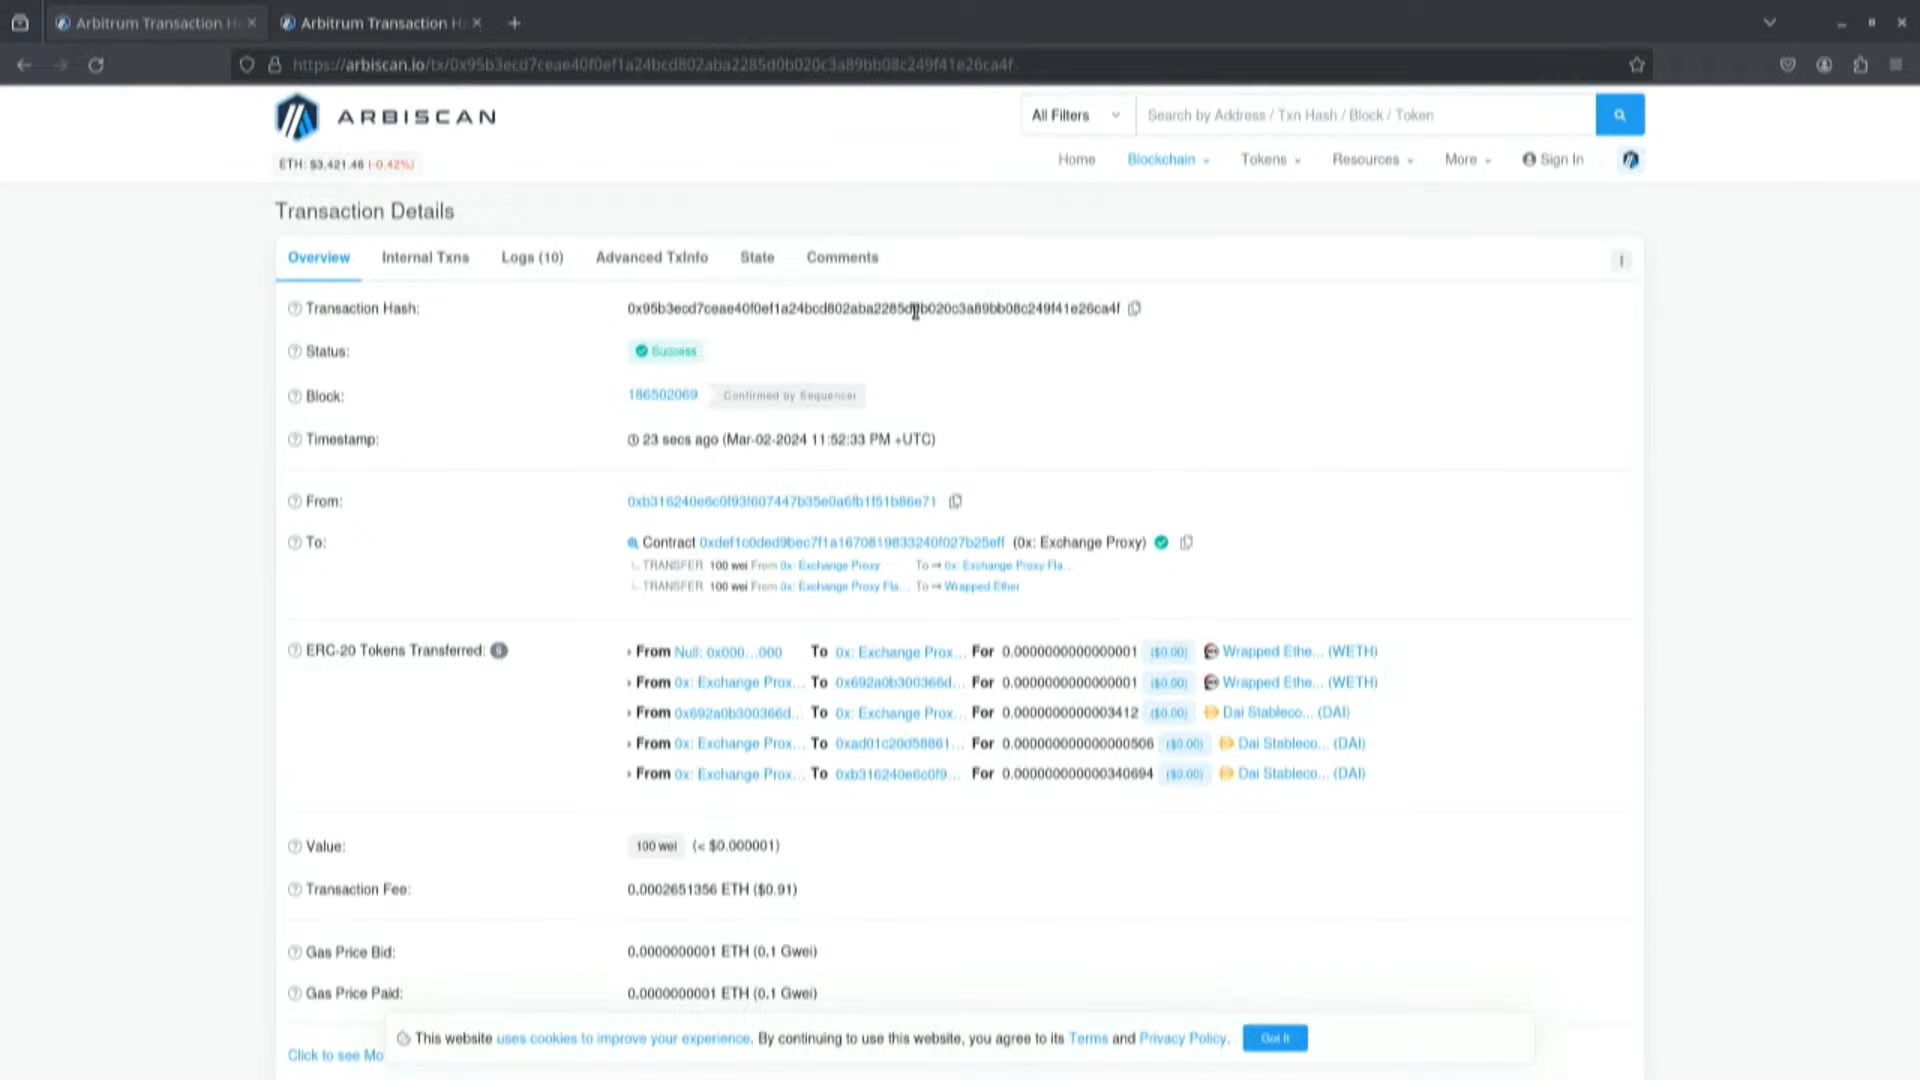 Arbitrum Transaction H
Arbitrum Transaction H
https://arbiscan.io/tx/0x95b3ecd7ceae40f0ef1a24bcd802aba2285d0b020c3a89bb08c249f41e26ca4f
ARBISCAN
All Filters
Search by Address / Txn Hash / Block / Token
ETH: $3,421.46 (-0.42%)
Home Blockchain Tokens Resources More Sign In
Transaction Details
Overview Internal Txns Logs (10) Advanced TxInfo State Comments
Transaction Hash: 0x95b3ecd7ceae40f0ef1a24bcd802aba2285d0b020c3a89bb08c249f41e26ca4f
Status: Success
Block: 186502069 Confirmed by Sequencer
Timestamp: 23 secs ago (Mar-02-2024 11:52:33 PM +UTC)
From: 0xb316240e6c0f93f607447b35e0a6fb1f51b86e71
To: Contract 0xdef1c0ded9bec7f1a1670819833240f027b25eff (0x: Exchange Proxy)
TRANSFER 100 wei From 0x: Exchange Proxy To → 0x: Exchange Proxy Fla...
TRANSFER 100 wei From 0x: Exchange Proxy Fla... To → Wrapped Ether
ERC-20 Tokens Transferred:
From Null: 0x000...000 To 0x: Exchange Prox... For 0.0000000000000001 ($0.00) Wrapped Ethe... (WETH)
From 0x: Exchange Prox... To 0x692a0b300366d... For 0.0000000000000001 ($0.00) Wrapped Ethe... (WETH)
From 0x692a0b300366d... To 0x: Exchange Prox... For 0.0000000000003412 ($0.00) Dai Stableco... (DAI)
From 0x: Exchange Prox... To 0xad01c20d58861... For 0.000000000000000506 ($0.00) Dai Stableco... (DAI)
From 0x: Exchange Prox... To 0xb316240e6c0f9... For 0.000000000000340694 ($0.00) Dai Stableco... (DAI)
Value: 100 wei (< $0.000001)
Transaction Fee: 0.0002651356 ETH ($0.91)
Gas Price Bid: 0.0000000001 ETH (0.1 Gwei)
Gas Price Paid: 0.0000000001 ETH (0.1 Gwei)
This website uses cookies to improve your experience. By continuing to use this website, you agree to its Terms and Privacy Policy. Got It
Click to see Mo